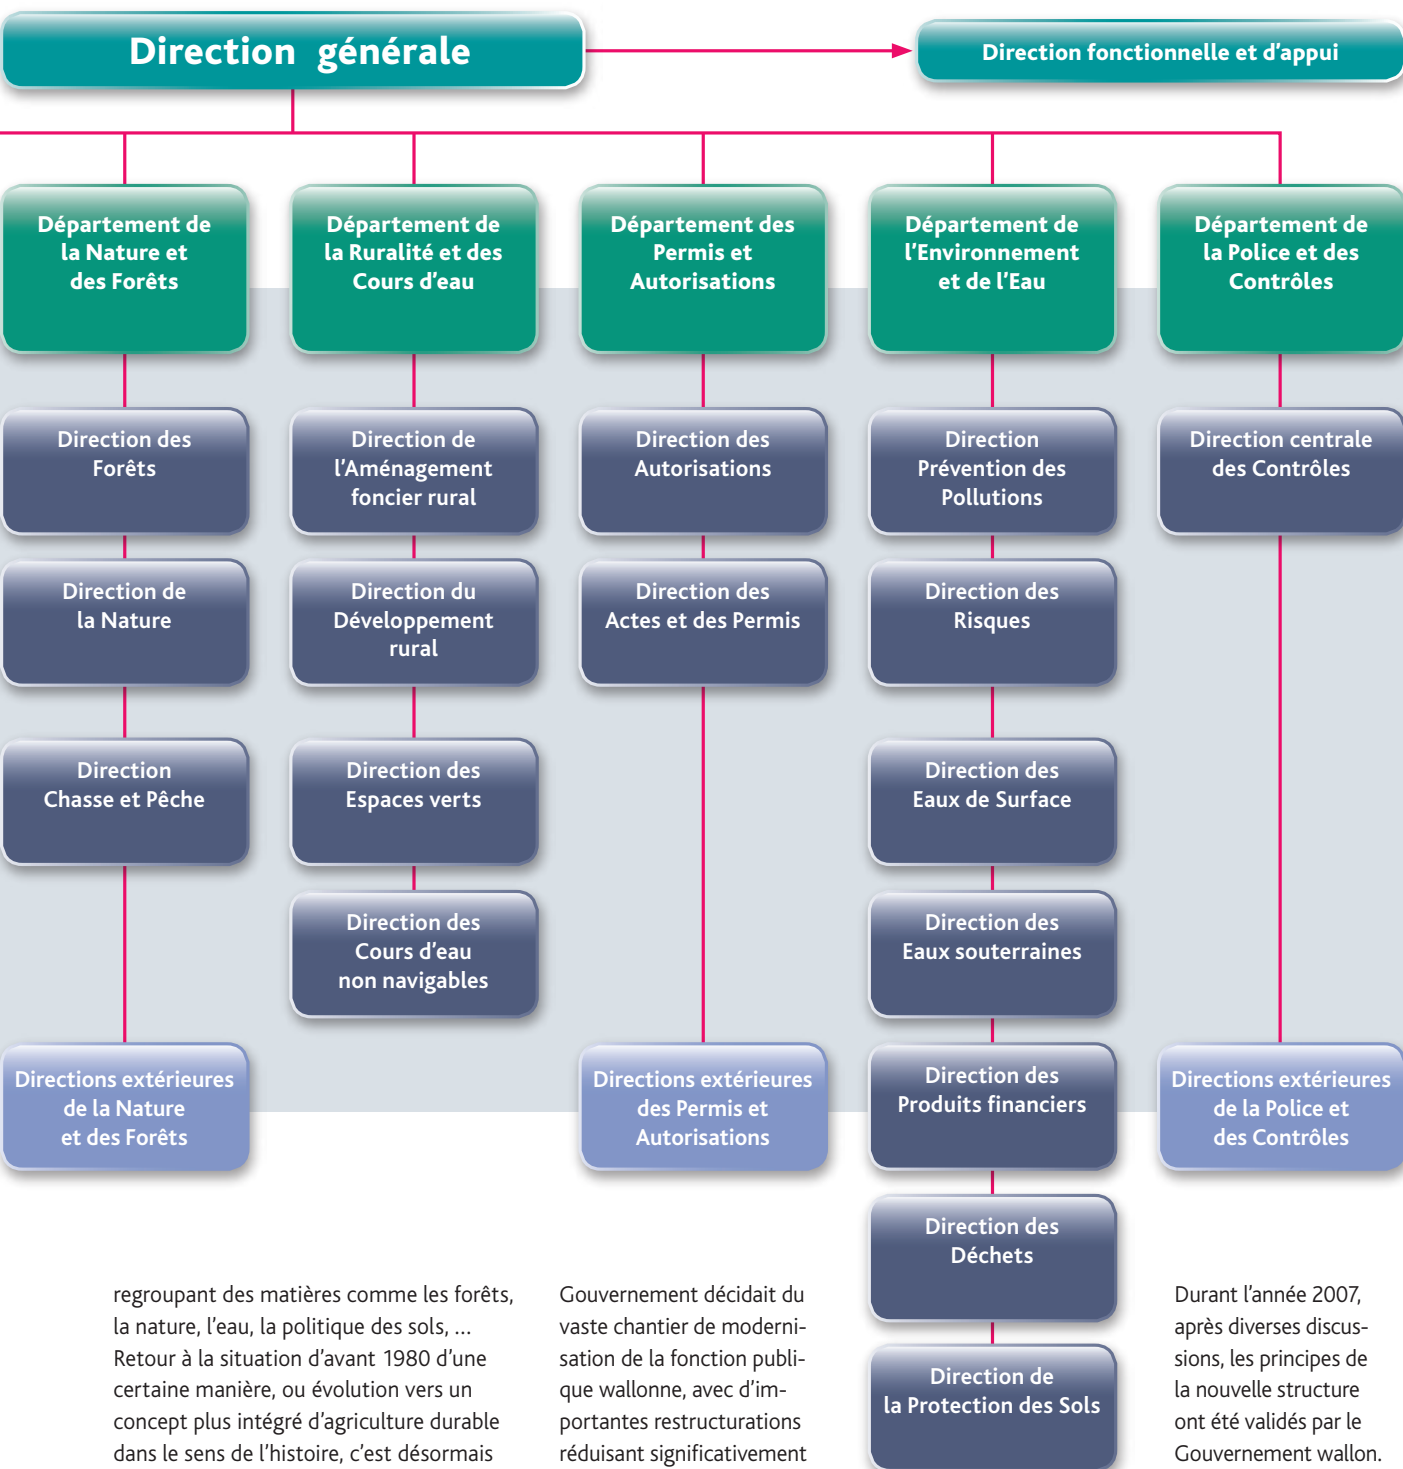 Direction générale
Direction fonctionnelle et d'appui
Département de
la Nature et
des Forêts
Département de
la Ruralité et des
Cours d'eau
Département des
Permis et
Autorisations
Département de
l'Environnement
et de l'Eau
Département de
la Police et des
Contrôles
Direction des
Forêts
Direction de
l'Aménagement
foncier rural
Direction des
Autorisations
Direction
Prévention des
Pollutions
Direction centrale
des Contrôles
Direction de
la Nature
Direction du
Développement
rural
Direction des
Actes et des Permis
Direction des
Risques
Direction
Chasse et Pêche
Direction des
Espaces verts
Direction des
Eaux de Surface
Direction des
Cours d'eau
non navigables
Direction des
Eaux souterraines
Directions extérieures
de la Nature
et des Forêts
Directions extérieures
des Permis et
Autorisations
Direction des
Produits financiers
Directions extérieures
de la Police et
des Contrôles
Direction des
Déchets
Direction de
la Protection des Sols
regroupant des matières comme les forêts,
la nature, l'eau, la politique des sols, ...
Retour à la situation d'avant 1980 d'une
certaine manière, ou évolution vers un
concept plus intégré d'agriculture durable
dans le sens de l'histoire, c'est désormais
Gouvernement décidait du
vaste chantier de moderni-
sation de la fonction publi-
que wallonne, avec d'im-
portantes restructurations
réduisant significativement
Durant l'année 2007,
après diverses discus-
sions, les principes de
la nouvelle structure
ont été validés par le
Gouvernement wallon.